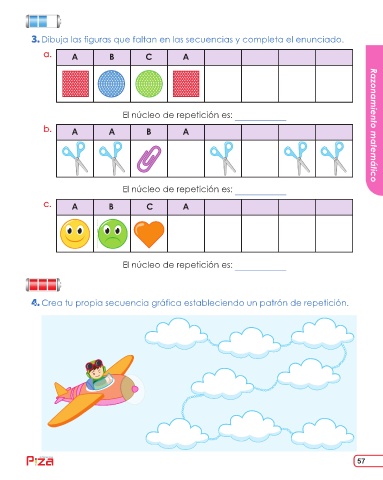 3. Dibuja las figuras que faltan en las secuencias y completa el enunciado.
a. A B C A
El núcleo de repetición es: ___________
b. A A B A
El núcleo de repetición es: ___________
c. A B C A
El núcleo de repetición es: ___________
Razonamiento matemático
4. Crea tu propia secuencia gráfica estableciendo un patrón de repetición.
Piza
57